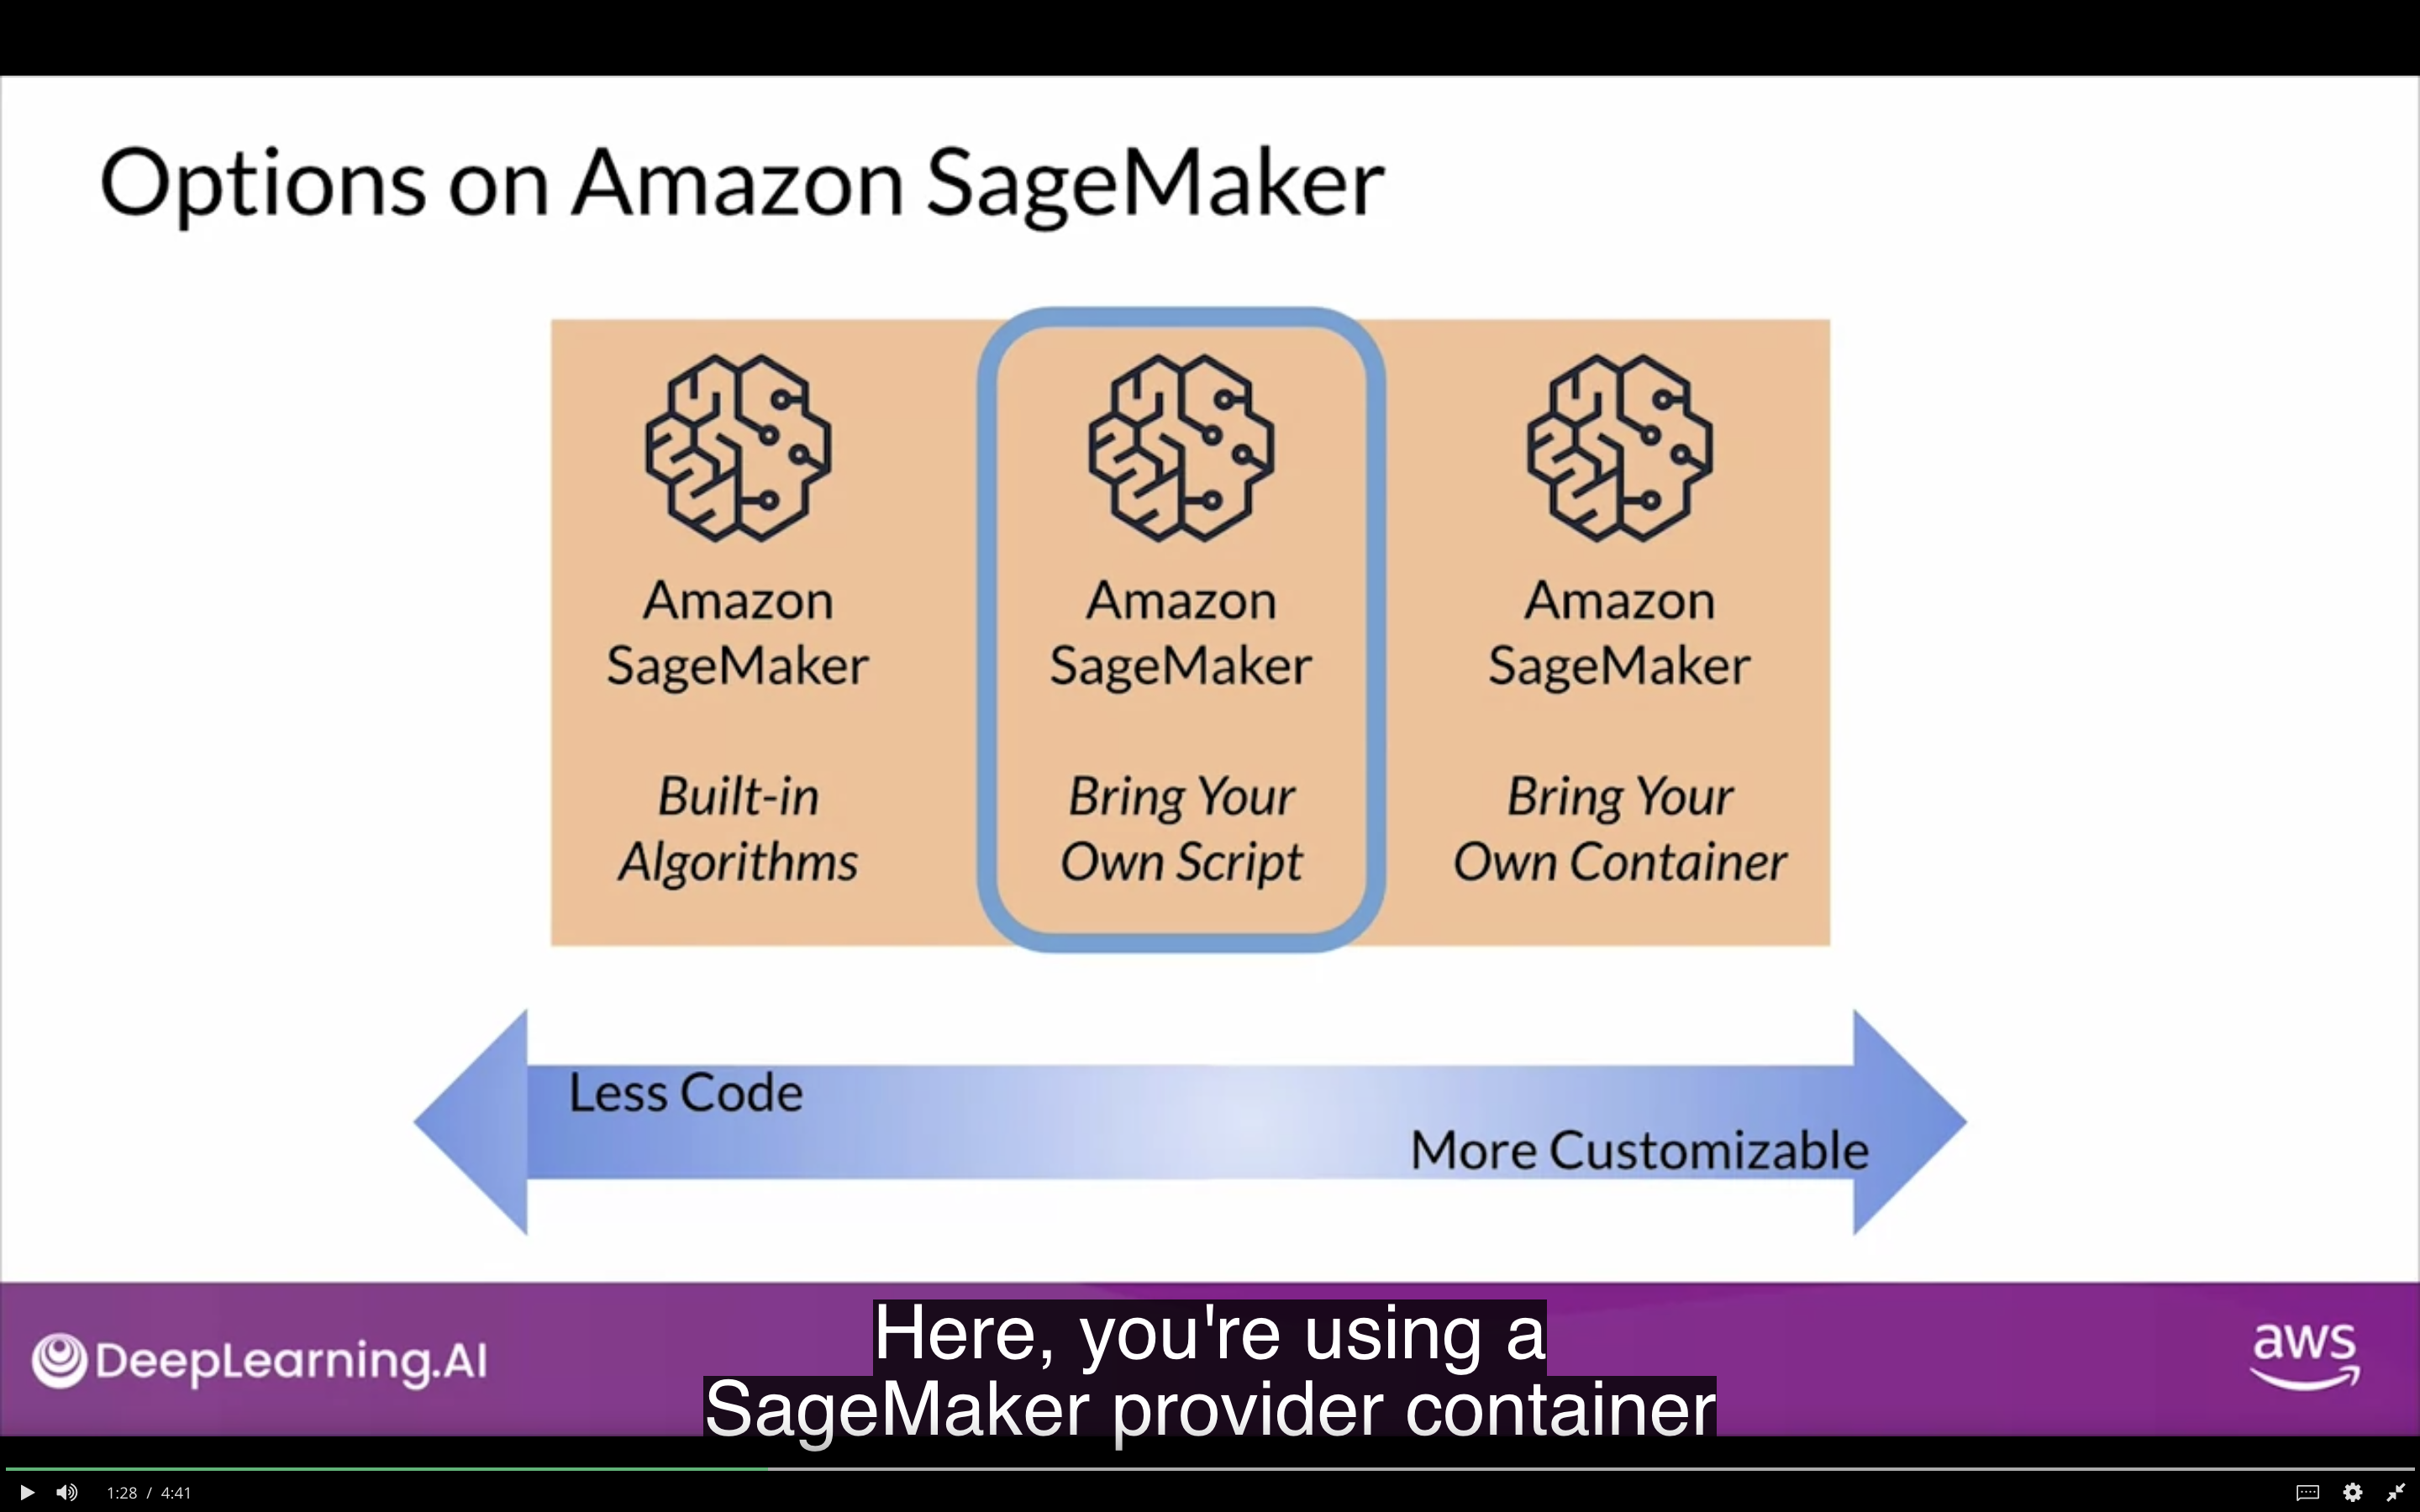 Options on Amazon SageMaker
Amazon
SageMaker
Built-in
Algorithms
Amazon
SageMaker
Bring Your
Own Script
Amazon
SageMaker
Bring Your
Own Container
Less Code
More Customizable
DeepLearning.AI
Here, you're using a
SageMaker provider container
aws
1:28 / 4:41